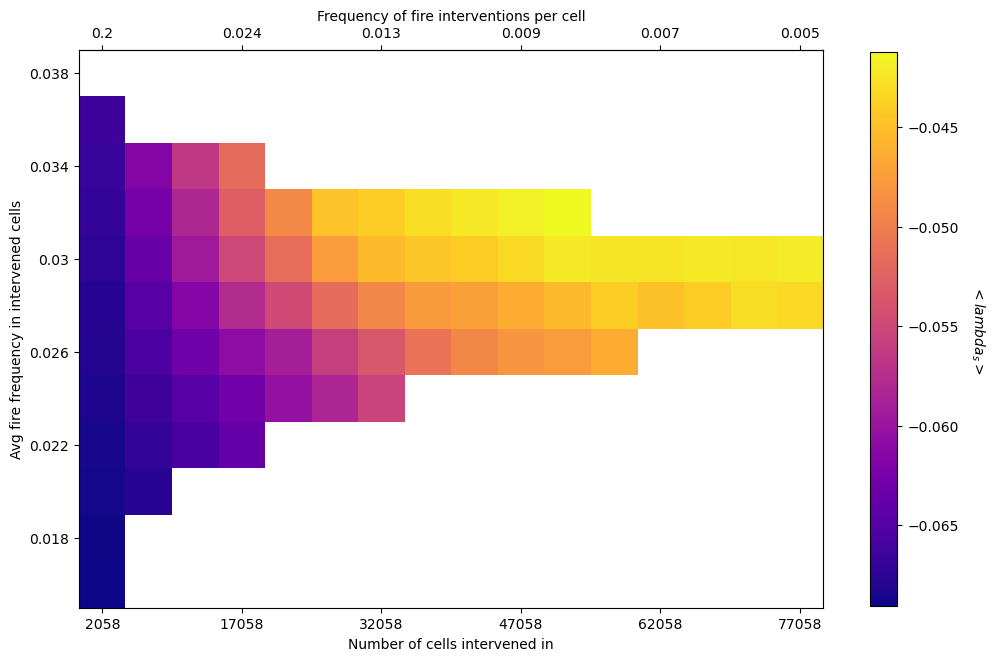 Frequency of fire interventions per cell
0.2 0.024 0.013 0.009 0.007 0.005
Avg fire frequency in intervened cells
0.038
0.034
0.03
0.026
0.022
0.018
2058 17058 32058 47058 62058 77058
Number of cells intervened in
−0.045
−0.050
−0.055
−0.060
−0.065
< lambda_s >